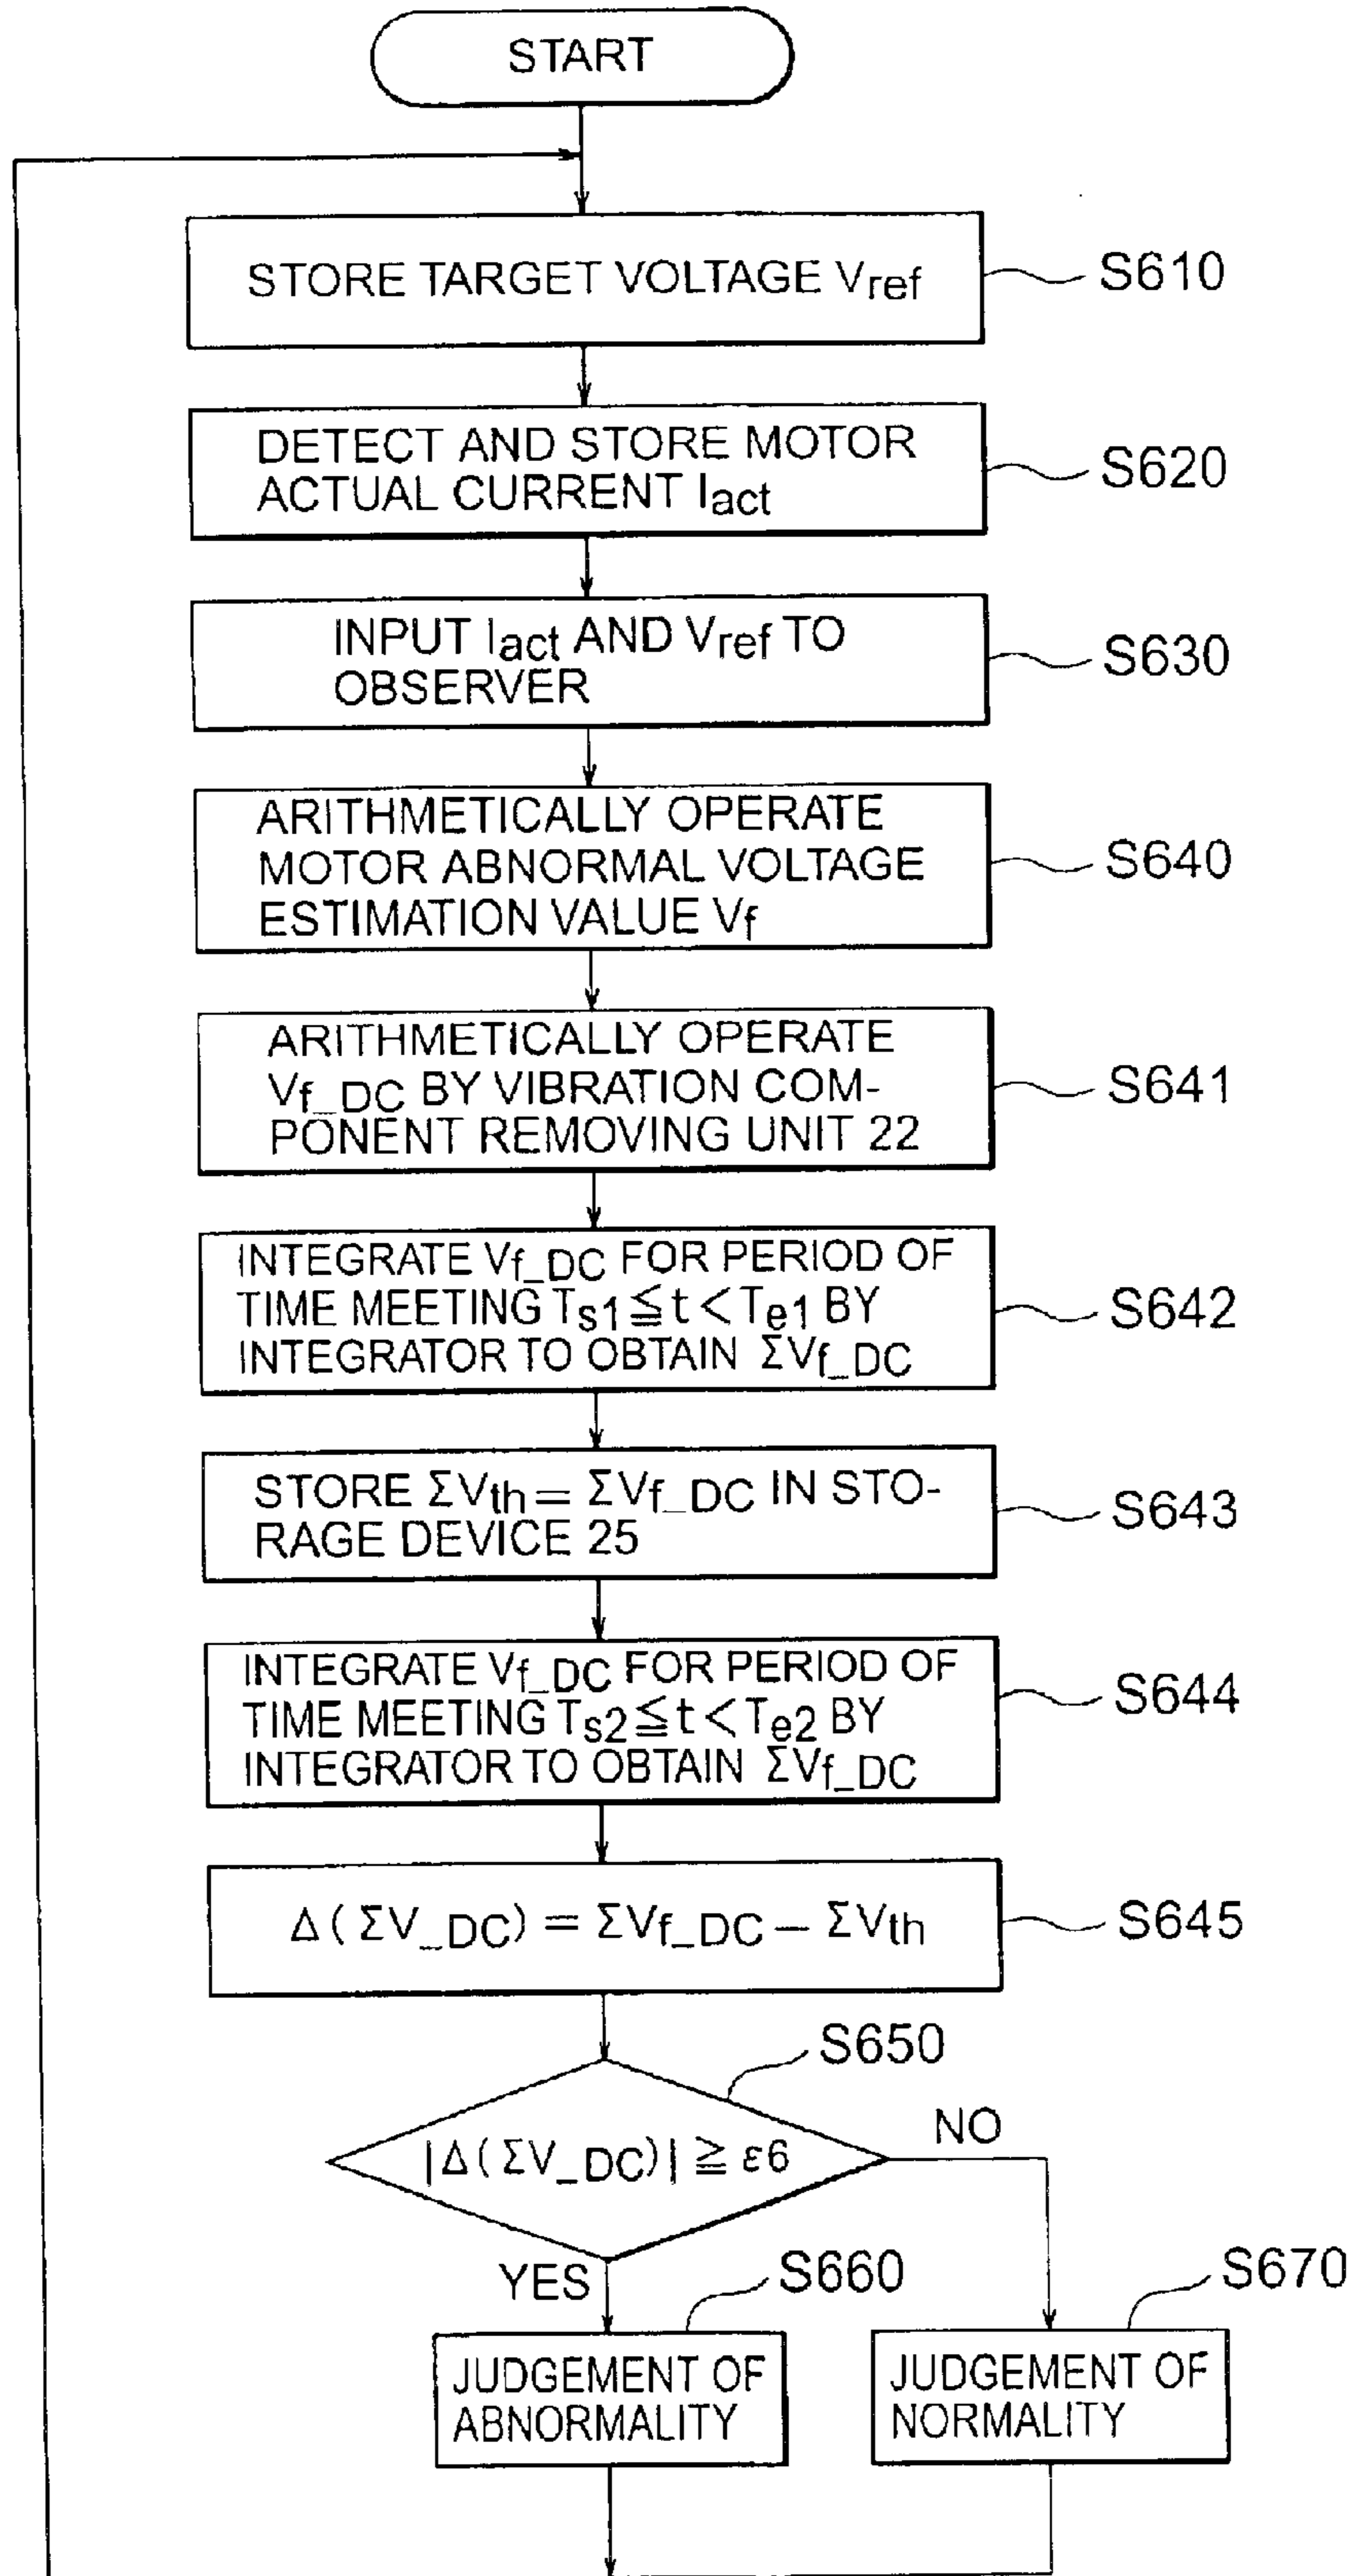 START
STORE TARGET VOLTAGE Vref
S610
DETECT AND STORE MOTOR
ACTUAL CURRENT Iact
S620
INPUT Iact AND Vref TO
OBSERVER
S630
ARITHMETICALLY OPERATE
MOTOR ABNORMAL VOLTAGE
ESTIMATION VALUE Vf
S640
ARITHMETICALLY OPERATE
Vf_DC BY VIBRATION COM-
PONENT REMOVING UNIT 22
S641
INTEGRATE Vf_DC FOR PERIOD OF
TIME MEETING Ts1≦t<Te1 BY
INTEGRATOR TO OBTAIN ΣVf_DC
S642
STORE ΣVth = ΣVf_DC IN STO-
RAGE DEVICE 25
S643
INTEGRATE Vf_DC FOR PERIOD OF
TIME MEETING Ts2≦t<Te2 BY
INTEGRATOR TO OBTAIN ΣVf_DC
S644
Δ(ΣV_DC) = ΣVf_DC − ΣVth
S645
S650
|Δ(ΣV_DC)| ≧ ε6
NO
YES
S660
S670
JUDGEMENT OF
ABNORMALITY
JUDGEMENT OF
NORMALITY